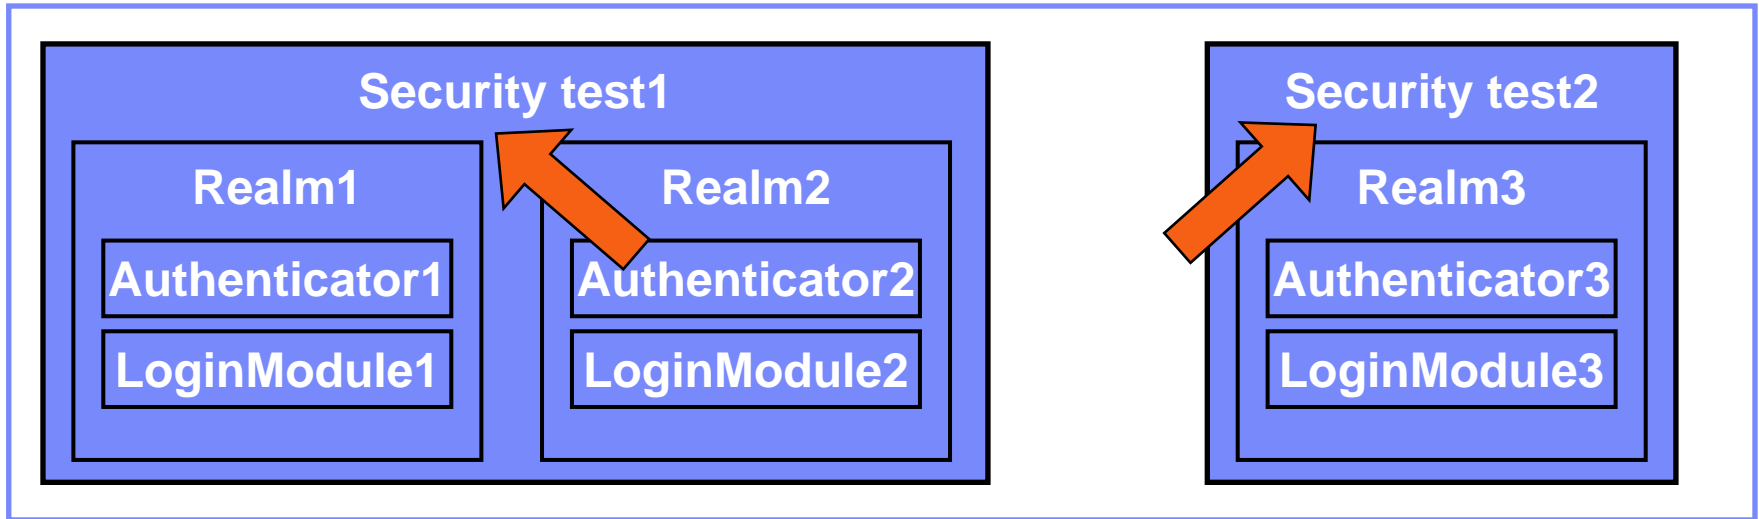 Security test1
Realm1
Authenticator1
LoginModule1
Realm2
Authenticator2
LoginModule2
Security test2
Realm3
Authenticator3
LoginModule3